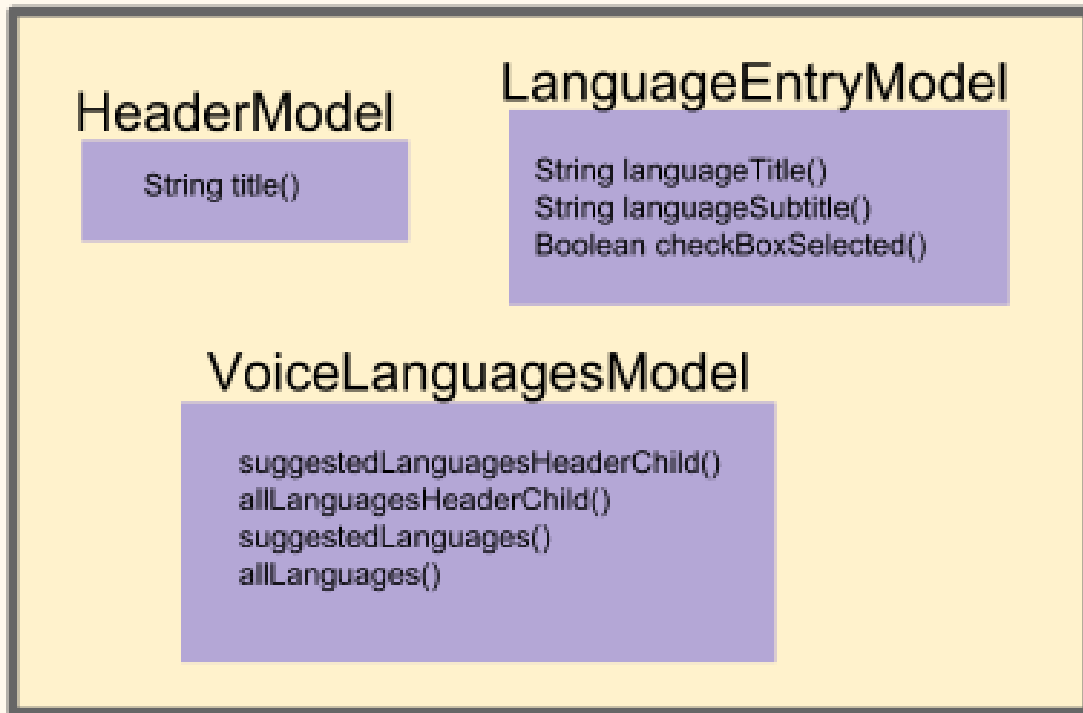 HeaderModel
String title()
LanguageEntryModel
String languageTitle()
String languageSubtitle()
Boolean checkBoxSelected()
VoiceLanguagesModel
suggestedLanguagesHeaderChild()
allLanguagesHeaderChild()
suggestedLanguages()
allLanguages()